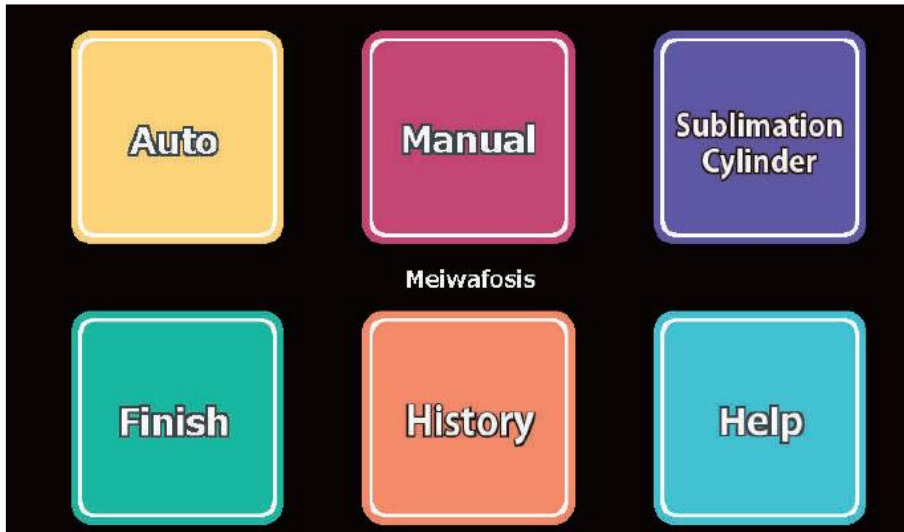 Auto
Manual
Sublimation
Cylinder
Meiwafosis
Finish
History
Help